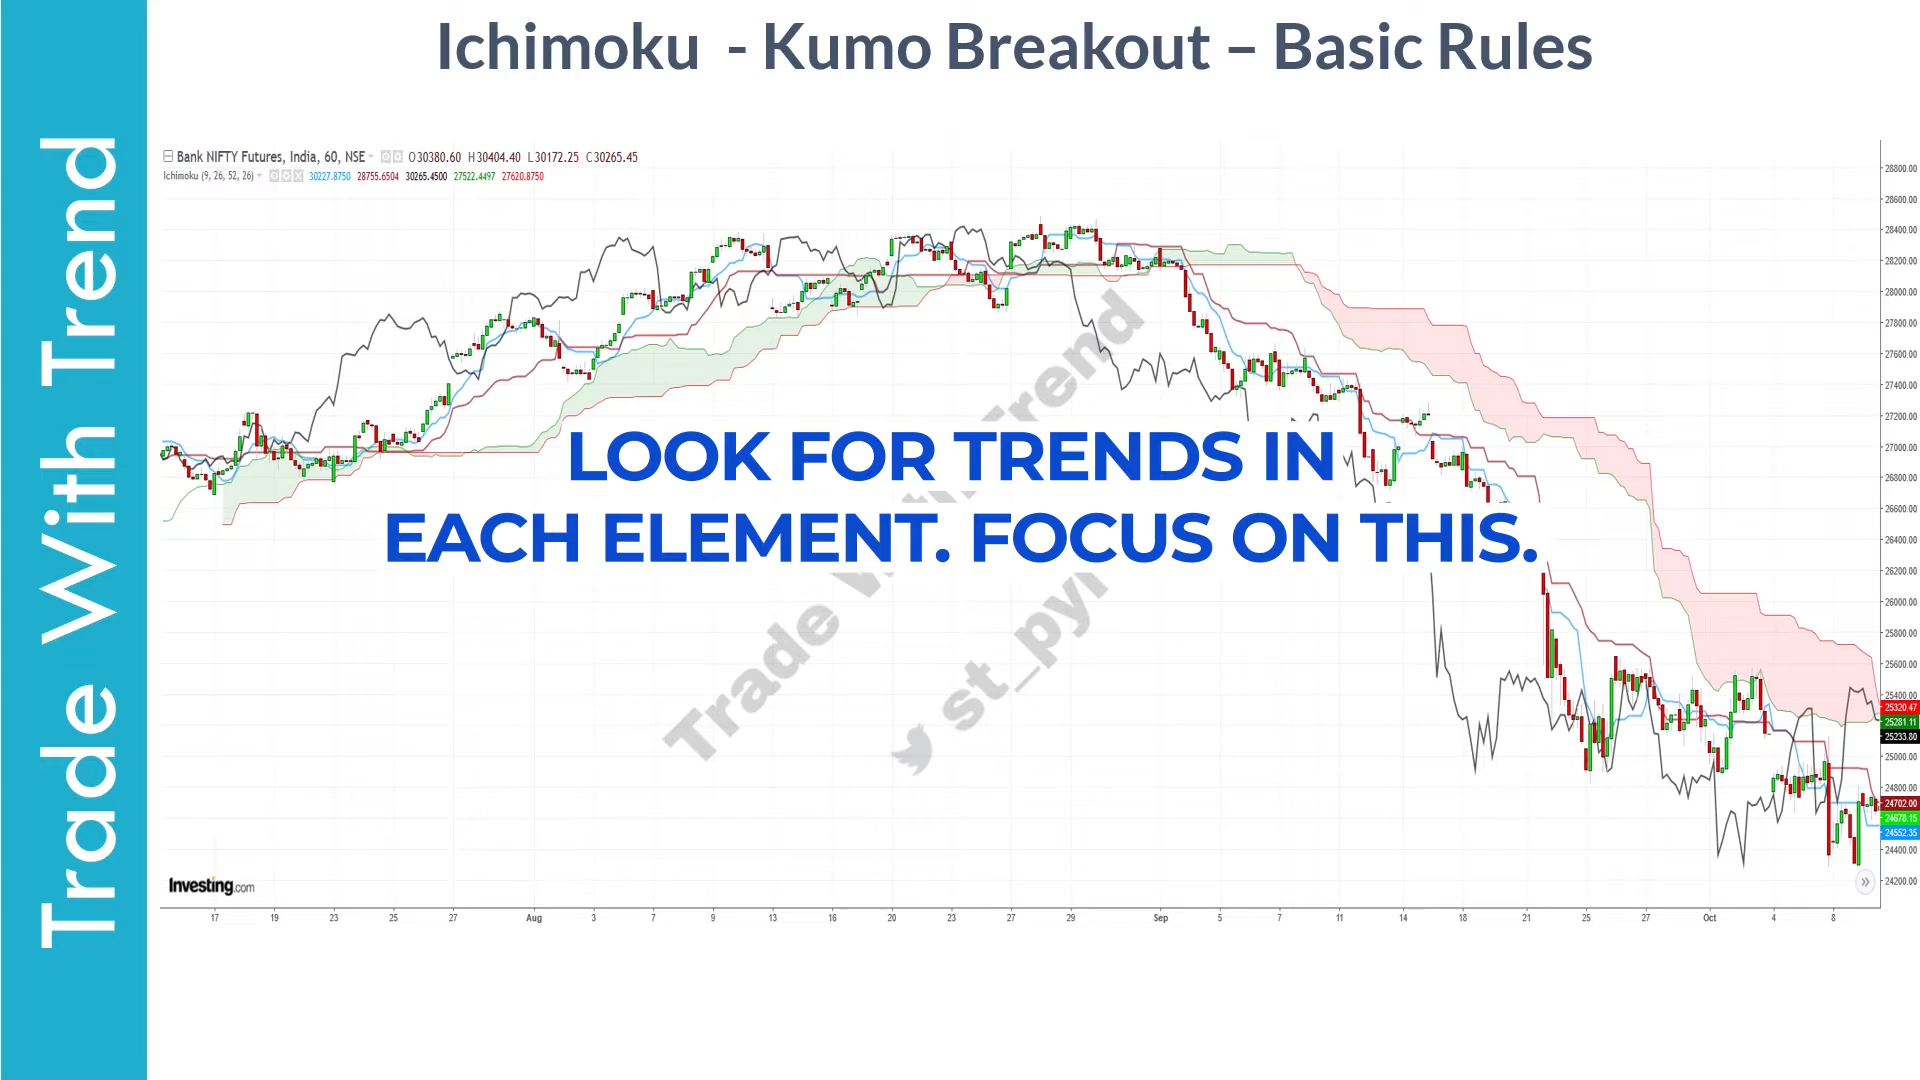 Ichimoku - Kumo Breakout – Basic Rules
Trade With Trend
Bank NIFTY Futures, India, 60, NSE O30380.60 H30404.40 L30172.25 C30265.45
Ichimoku (9, 26, 52, 26) 30227.8750 28755.6504 30265.4500 27522.4497 27620.8750
LOOK FOR TRENDS IN
EACH ELEMENT. FOCUS ON THIS.
Trade Trend
st_pyr
28800.00
28600.00
28400.00
28200.00
28000.00
27800.00
27600.00
27400.00
27200.00
27000.00
26800.00
26600.00
26400.00
26200.00
26000.00
25800.00
25600.00
25400.00
25320.47
25281.11
25233.80
25000.00
24800.00
24702.00
24678.15
24552.35
24400.00
24200.00
Investing.com
17 19 23 25 27 Aug 3 7 9 13 16 20 23 27 29 Sep 5 7 11 14 18 21 25 27 Oct 4 8